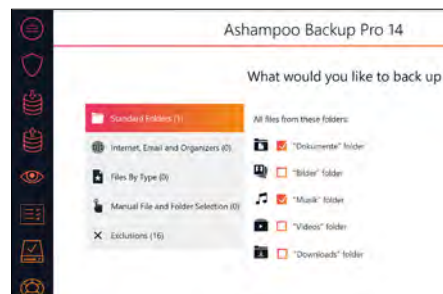 Ashampoo Backup Pro 14
What would you like to back up
Standard Folders (1)
Internet, Email and Organizers (0)
Files By Type (0)
Manual File and Folder Selection (0)
Exclusions (16)
All files from these folders:
"Dokumente" folder
"Bilder" folder
"Musik" folder
"Videos" folder
"Downloads" folder